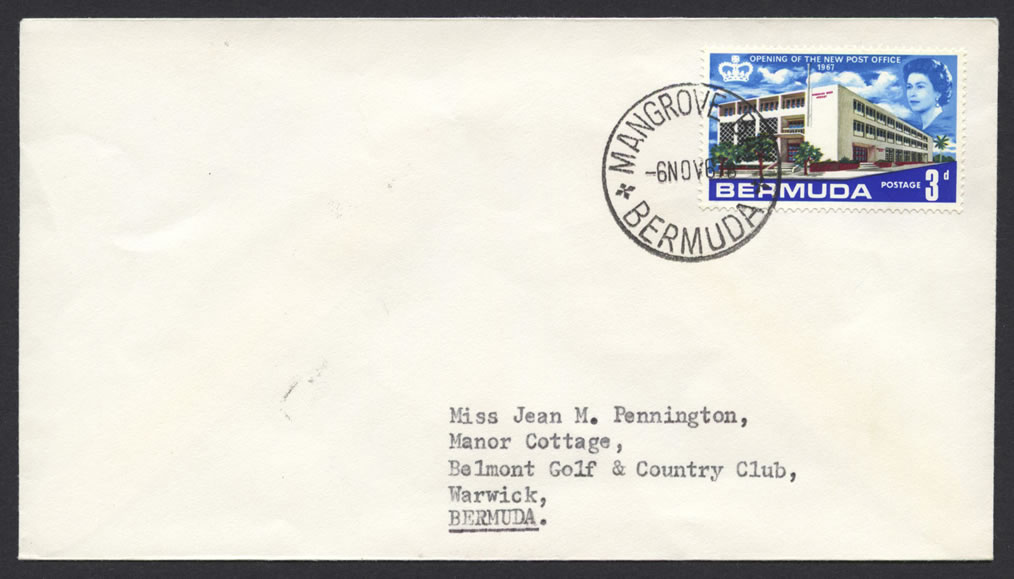 OPENING OF THE NEW POST OFFICE
1967
MANGROVE
-6NOV67
BERMUDA
BERMUDA POSTAGE 3d
Miss Jean M. Pennington,
Manor Cottage,
Belmont Golf & Country Club,
Warwick,
BERMUDA.